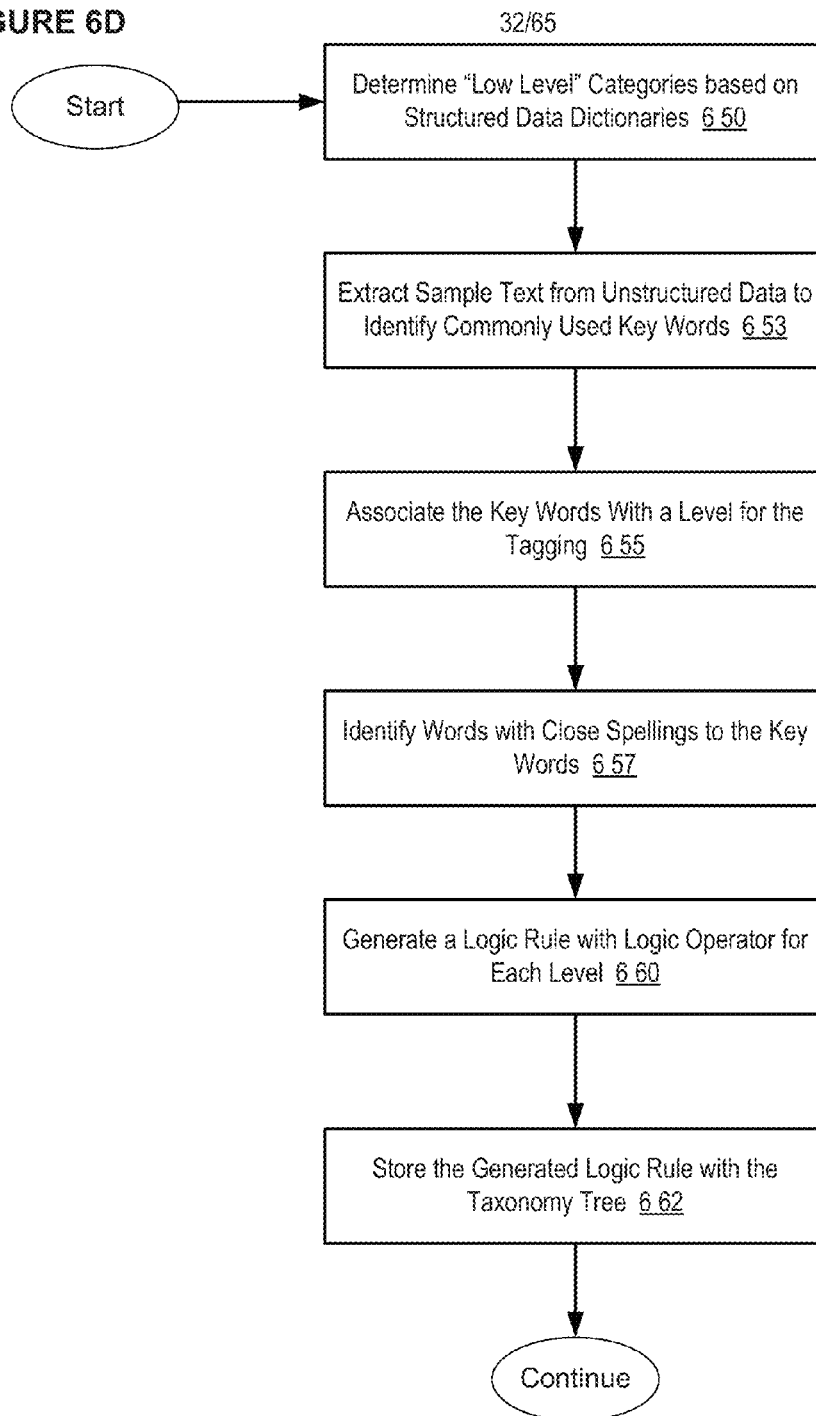 GURE 6D
32/65
Start
Determine "Low Level" Categories based on
Structured Data Dictionaries 6 50
Extract Sample Text from Unstructured Data to
Identify Commonly Used Key Words 6 53
Associate the Key Words With a Level for the
Tagging 6 55
Identify Words with Close Spellings to the Key
Words 6 57
Generate a Logic Rule with Logic Operator for
Each Level 6 60
Store the Generated Logic Rule with the
Taxonomy Tree 6 62
Continue